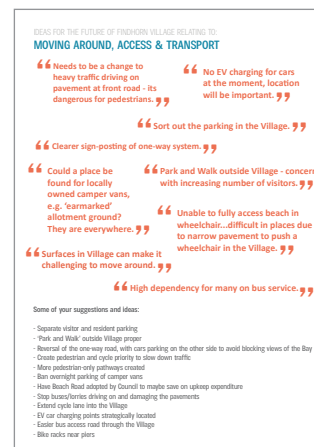 IDEAS FOR THE FUTURE OF FINDHORN VILLAGE RELATING TO:
MOVING AROUND, ACCESS & TRANSPORT
“ Needs to be a change to
heavy traffic driving on
pavement at front road - its
dangerous for pedestrians. ”
“ No EV charging for cars
at the moment, location
will be important. ”
“ Sort out the parking in the Village. ”
“ Clearer sign-posting of one-way system. ”
“ Could a place be
found for locally
owned camper vans,
e.g. ‘earmarked’
allotment ground?
They are everywhere. ”
“ Park and Walk outside Village - concern
with increasing number of visitors. ”
“ Unable to fully access beach in
wheelchair...difficult in places due
to narrow pavement to push a
wheelchair in the Village. ”
“ Surfaces in Village can make it
challenging to move around. ”
“ High dependency for many on bus service. ”
Some of your suggestions and ideas:
- Separate visitor and resident parking
- ‘Park and Walk’ outside Village proper
- Reversal of the one-way road, with cars parking on the other side to avoid blocking views of the Bay
- Create pedestrian and cycle priority to slow down traffic
- More pedestrian-only pathways created
- Ban overnight parking of camper vans
- Have Beach Road adopted by Council to maybe save on upkeep expenditure
- Stop buses/lorries driving on and damaging the pavements
- Extend cycle lane into the Village
- EV car charging points strategically located
- Easier bus access road through the Village
- Bike racks near piers